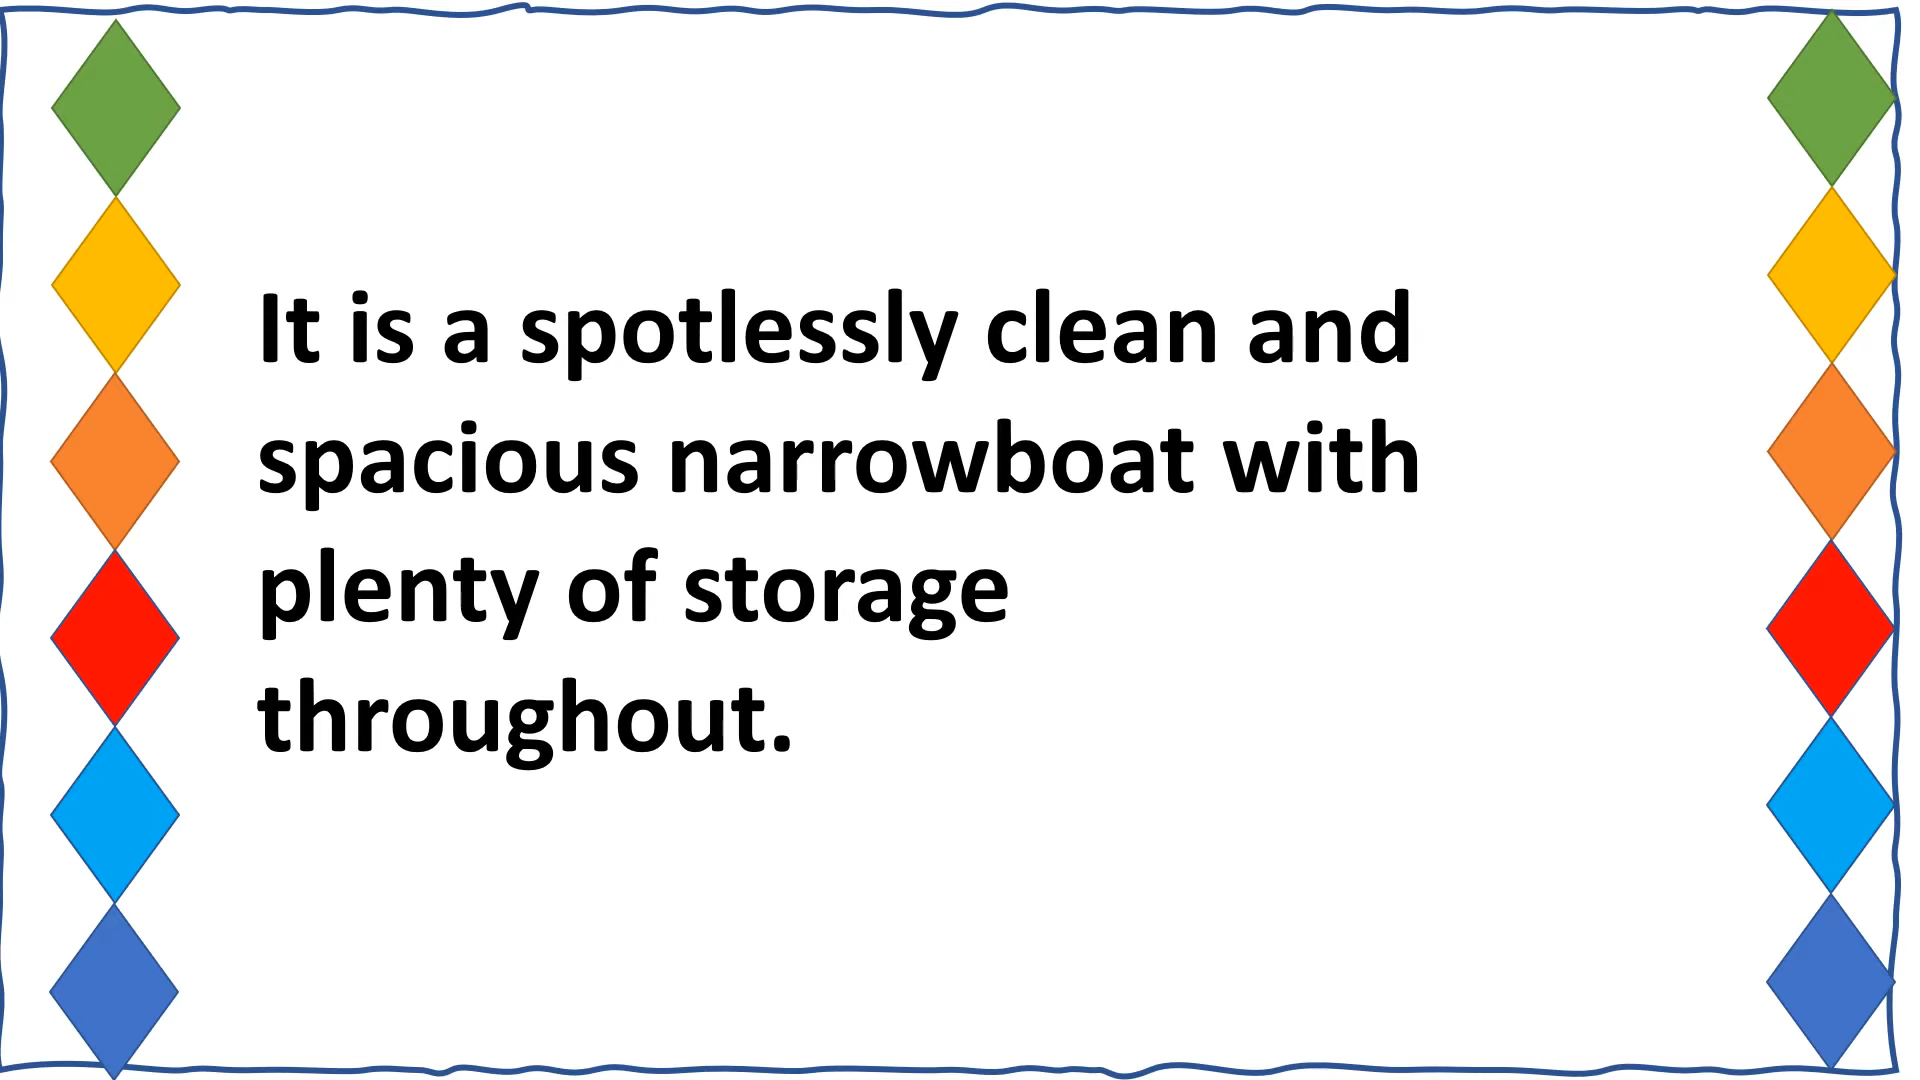 It is a spotlessly clean and
spacious narrowboat with
plenty of storage
throughout.